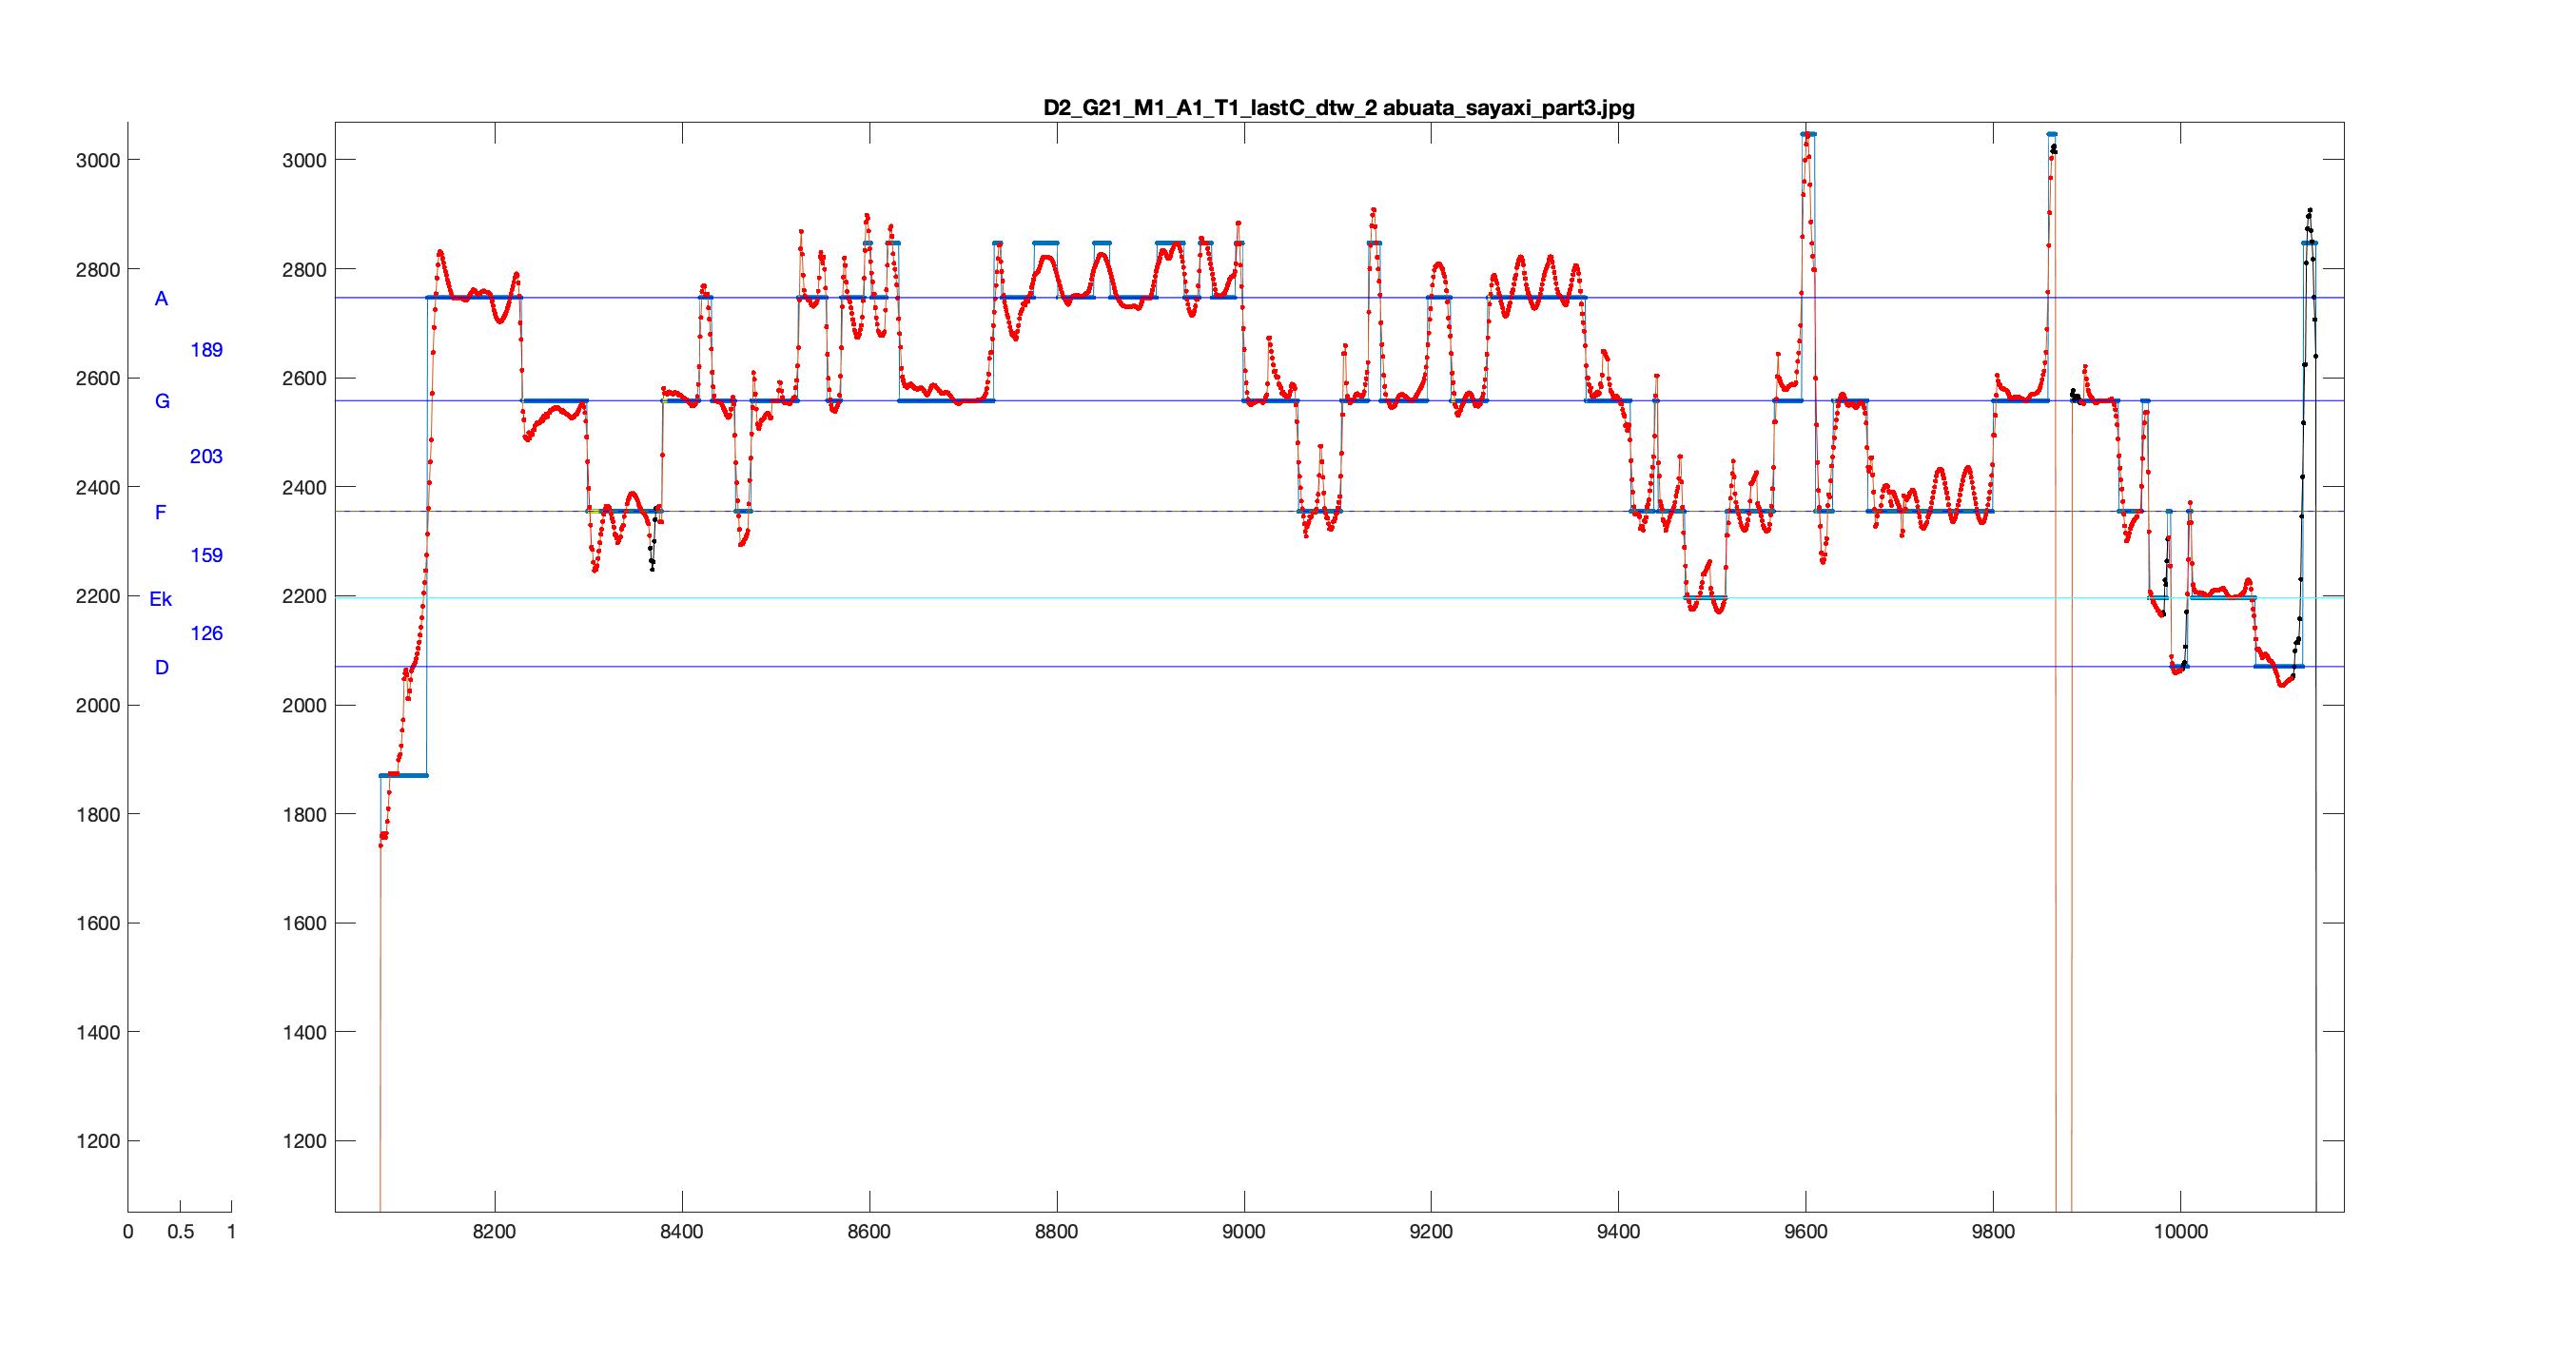 D2_G21_M1_A1_T1_lastC_dtw_2 abuata_sayaxi_part3.jpg
3000 3000
2800 2800
A
189
2600 2600
G
203
2400 2400
F
159
2200 Ek 2200
126
D
2000 2000
1800 1800
1600 1600
1400 1400
1200 1200
0 0.5 1 8200 8400 8600 8800 9000 9200 9400 9600 9800 10000